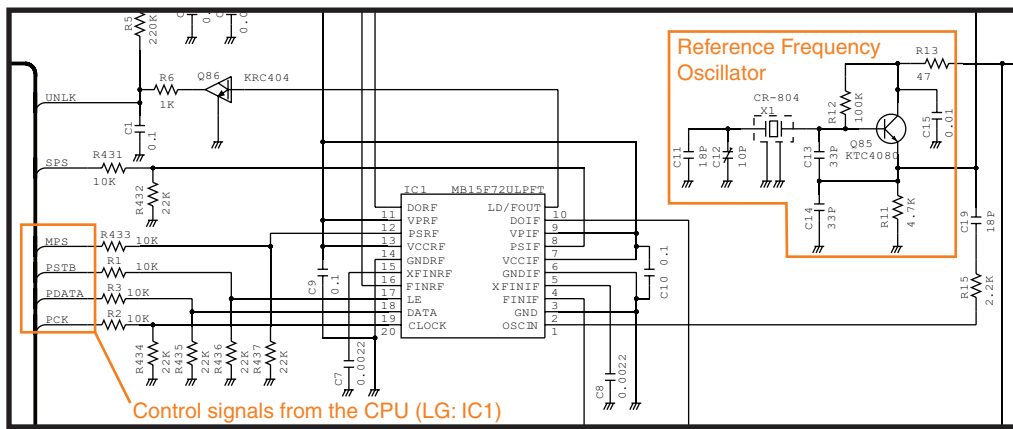 Reference Frequency
Oscillator
R5
220K
C
0.
C
0.0
R6
1K
Q86
KRC404
UNLK
C1
0.1
SPS
R431
10K
R432
22K
MPS
R433
10K
PSTB
R1
10K
PDATA
R3
10K
PCK
R2
10K
R434
22K
R435
22K
R436
22K
R437
22K
C7
0.0022
C9
0.1
IC1
MB15F72ULPFT
DORF
LD/FOUT
11
VPRF
DOIF
10
12
PSRF
VPIF
9
13
VCCRF
PSIF
8
14
GNDRF
VCCIF
7
15
XFINRF
GNDIF
6
16
FINRF
XFINIF
5
17
LE
FINIF
4
18
DATA
GND
3
19
CLOCK
OSCIN
2
20
1
C8
0.0022
C10
0.1
CR-804
X1
C11
18P
C12
10P
C13
33P
C14
33P
R12
100K
R13
47
C15
0.01
Q85
KTC4080
R11
4.7K
C19
18P
R15
2.2K
Control signals from the CPU (LG: IC1)